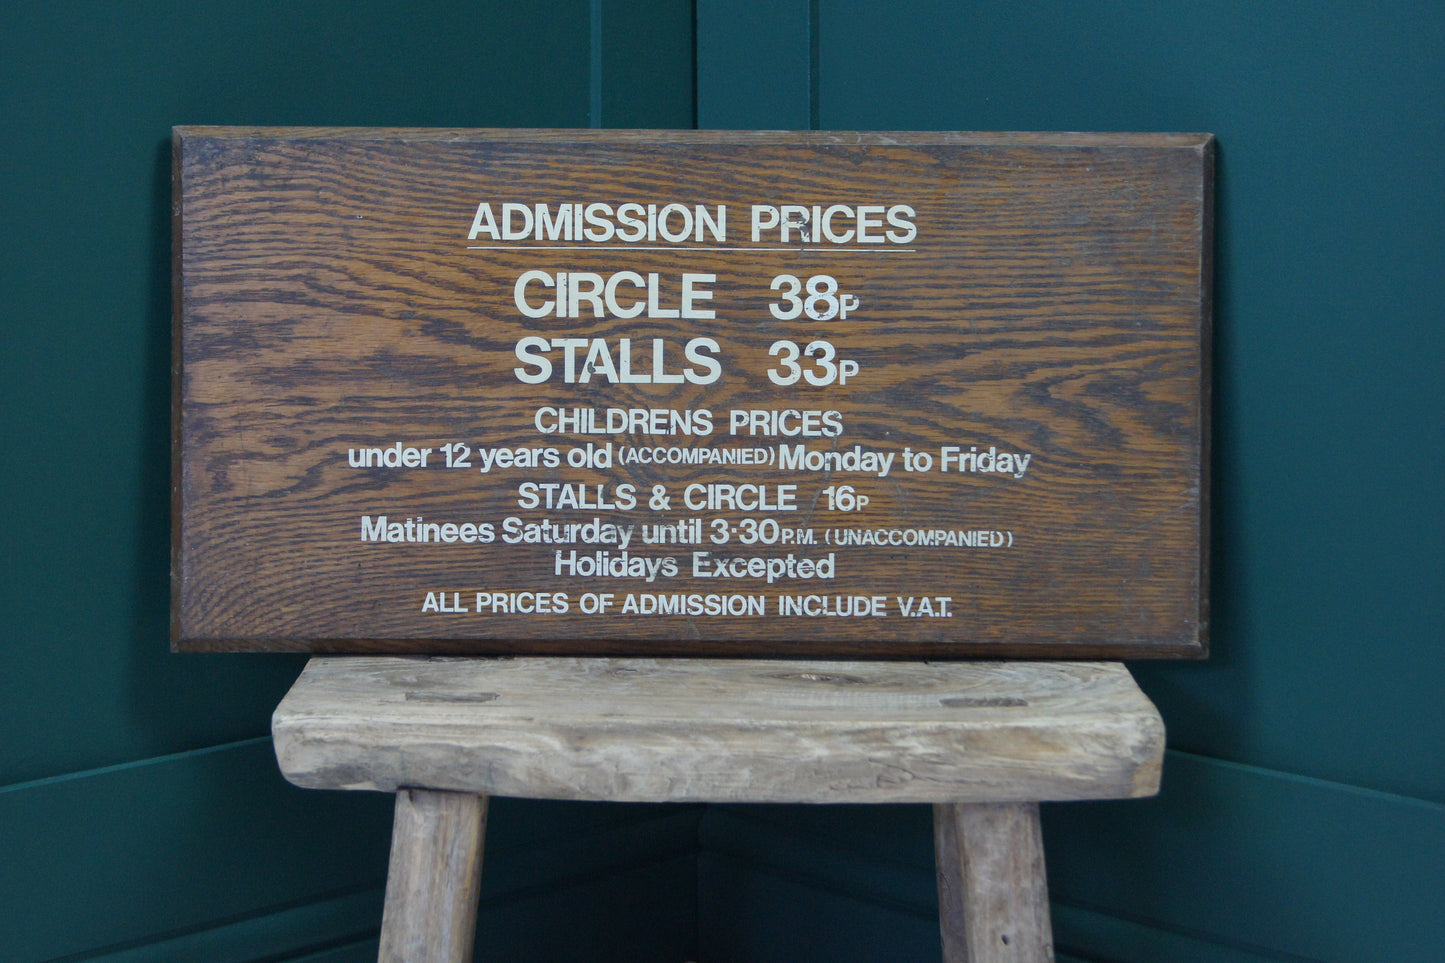 ADMISSION PRICES
CIRCLE 38P
STALLS 33P
CHILDRENS PRICES
under 12 years old (ACCOMPANIED) Monday to Friday
STALLS & CIRCLE 16P
Matinees Saturday until 3·30 P.M. (UNACCOMPANIED)
Holidays Excepted
ALL PRICES OF ADMISSION INCLUDE V.A.T.